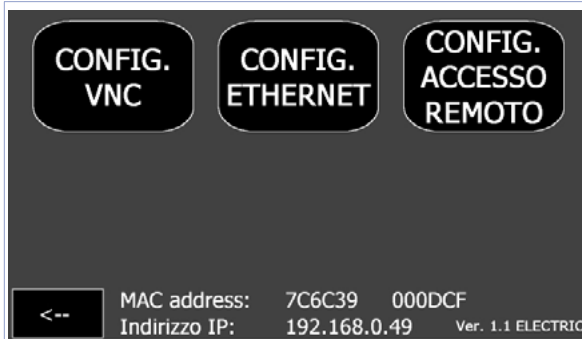 CONFIG.
VNC
CONFIG.
ETHERNET
CONFIG.
ACCESSO
REMOTO
<--
MAC address: 7C6C39 000DCF
Indirizzo IP: 192.168.0.49 Ver. 1.1 ELECTRIC